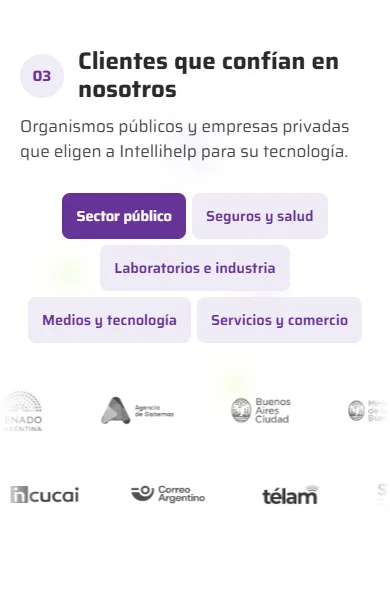 03
Clientes que confían en
nosotros
Organismos públicos y empresas privadas
que eligen a Intellihelp para su tecnología.
Sector público
Seguros y salud
Laboratorios e industria
Medios y tecnología
Servicios y comercio
ENADO
Agencia
de Sistemas
Buenos
Aires
Ciudad
incucai
Correo
Argentino
télam